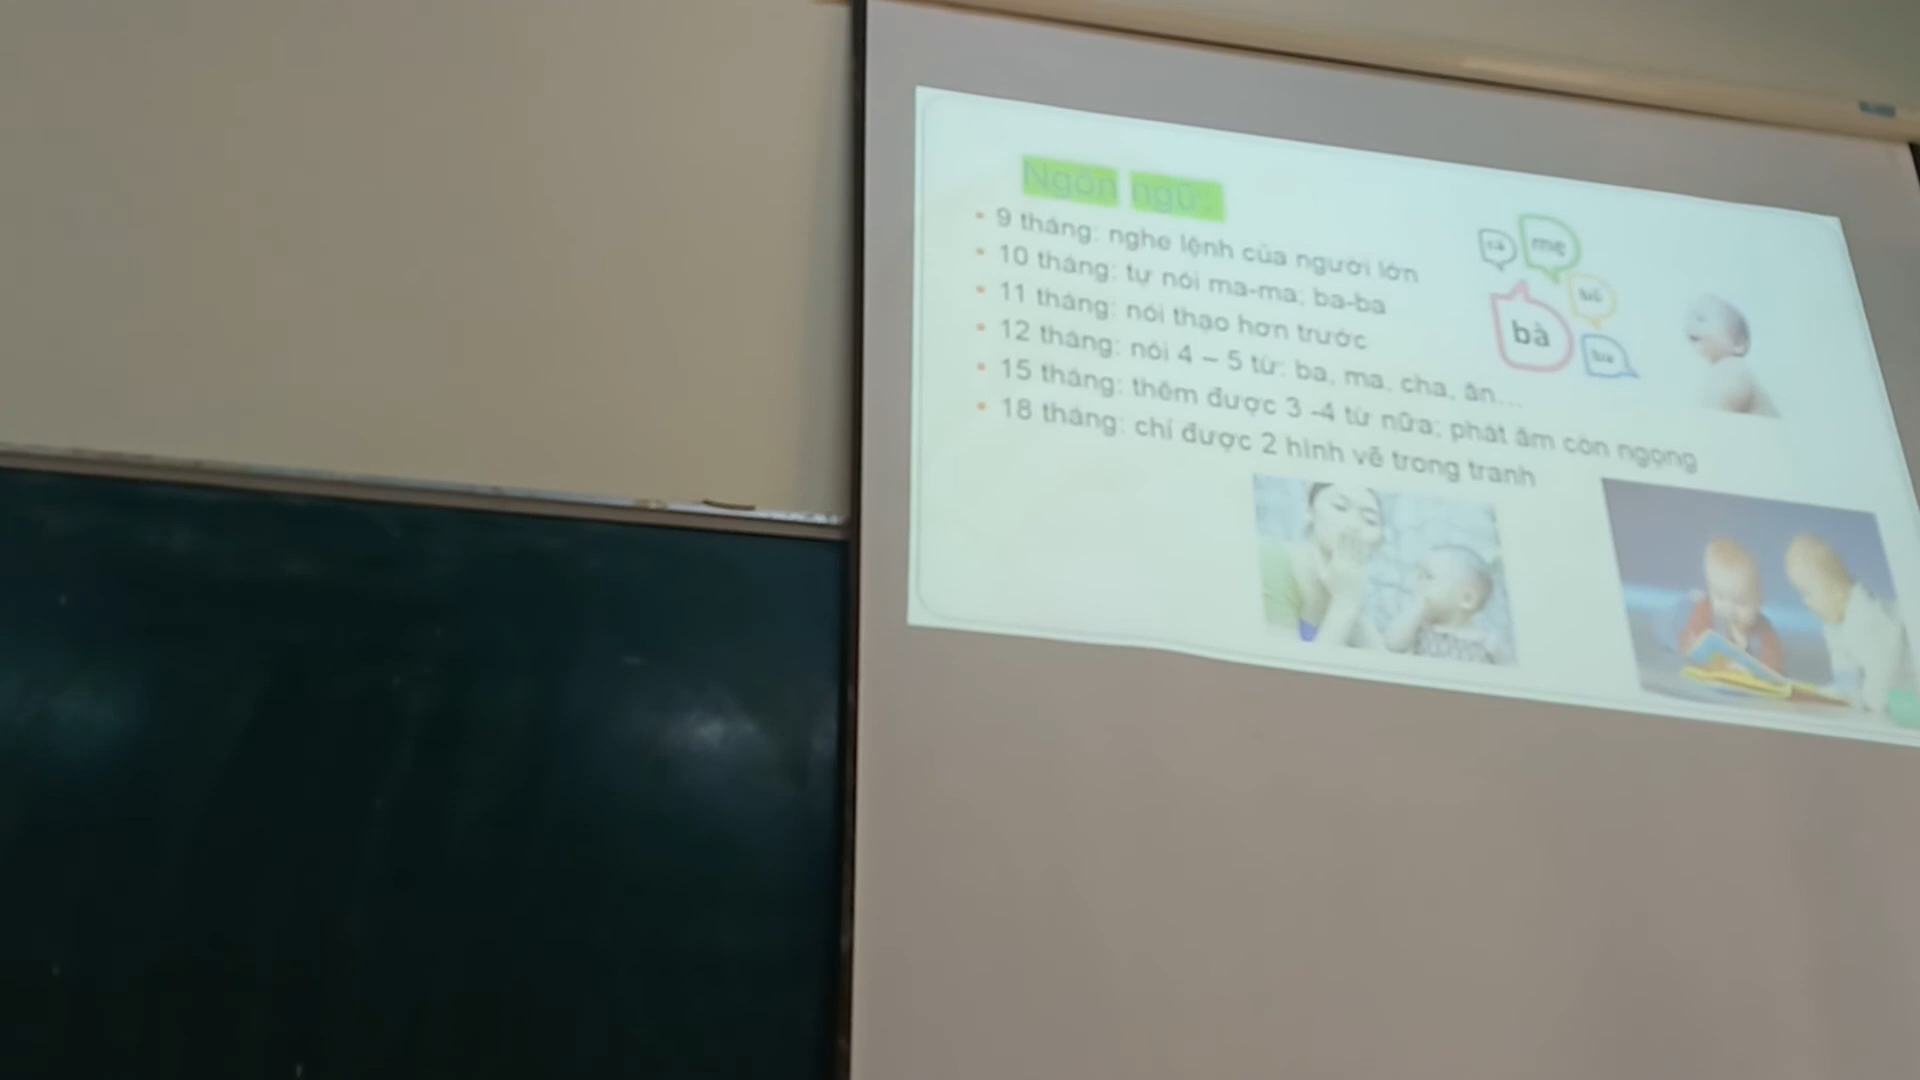 Ngôn ngữ:
9 tháng: nghe lệnh của người lớn
10 tháng: tự nói ma-ma; ba-ba
11 tháng: nói thạo hơn trước
12 tháng: nói 4 – 5 từ: ba, ma, cha, ăn...
15 tháng: thêm được 3 -4 từ nữa; phát âm còn ngọng
18 tháng: chỉ được 2 hình vẽ trong tranh
mẹ
bà